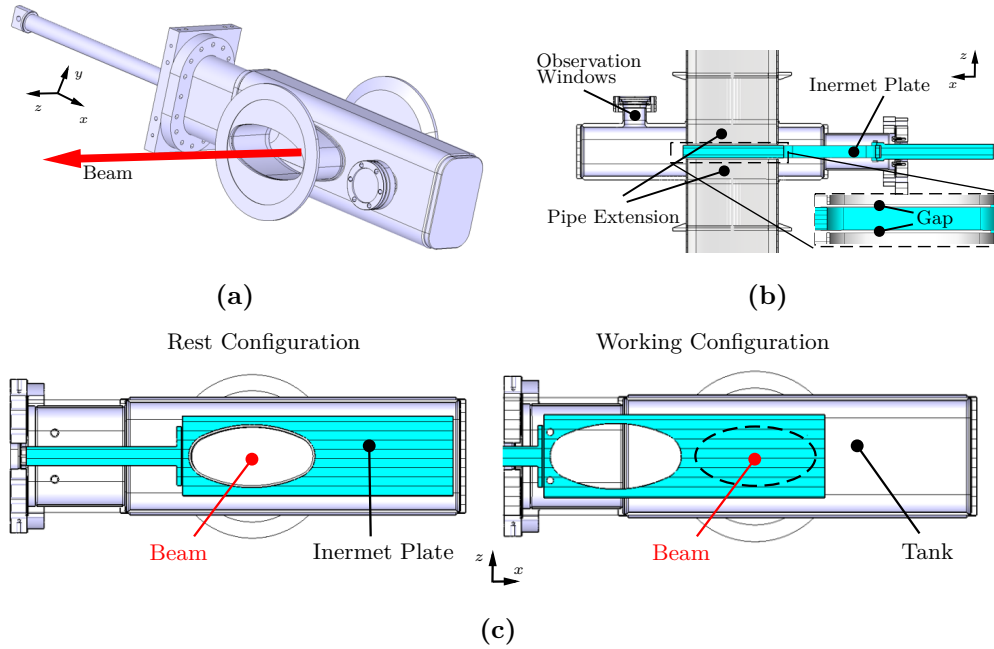 y
z
x
Beam
(a)
Observation
Windows
z
x
Inermet Plate
Pipe Extension
Gap
(b)
Rest Configuration
Working Configuration
Beam
Inermet Plate
z
x
Beam
Tank
(c)